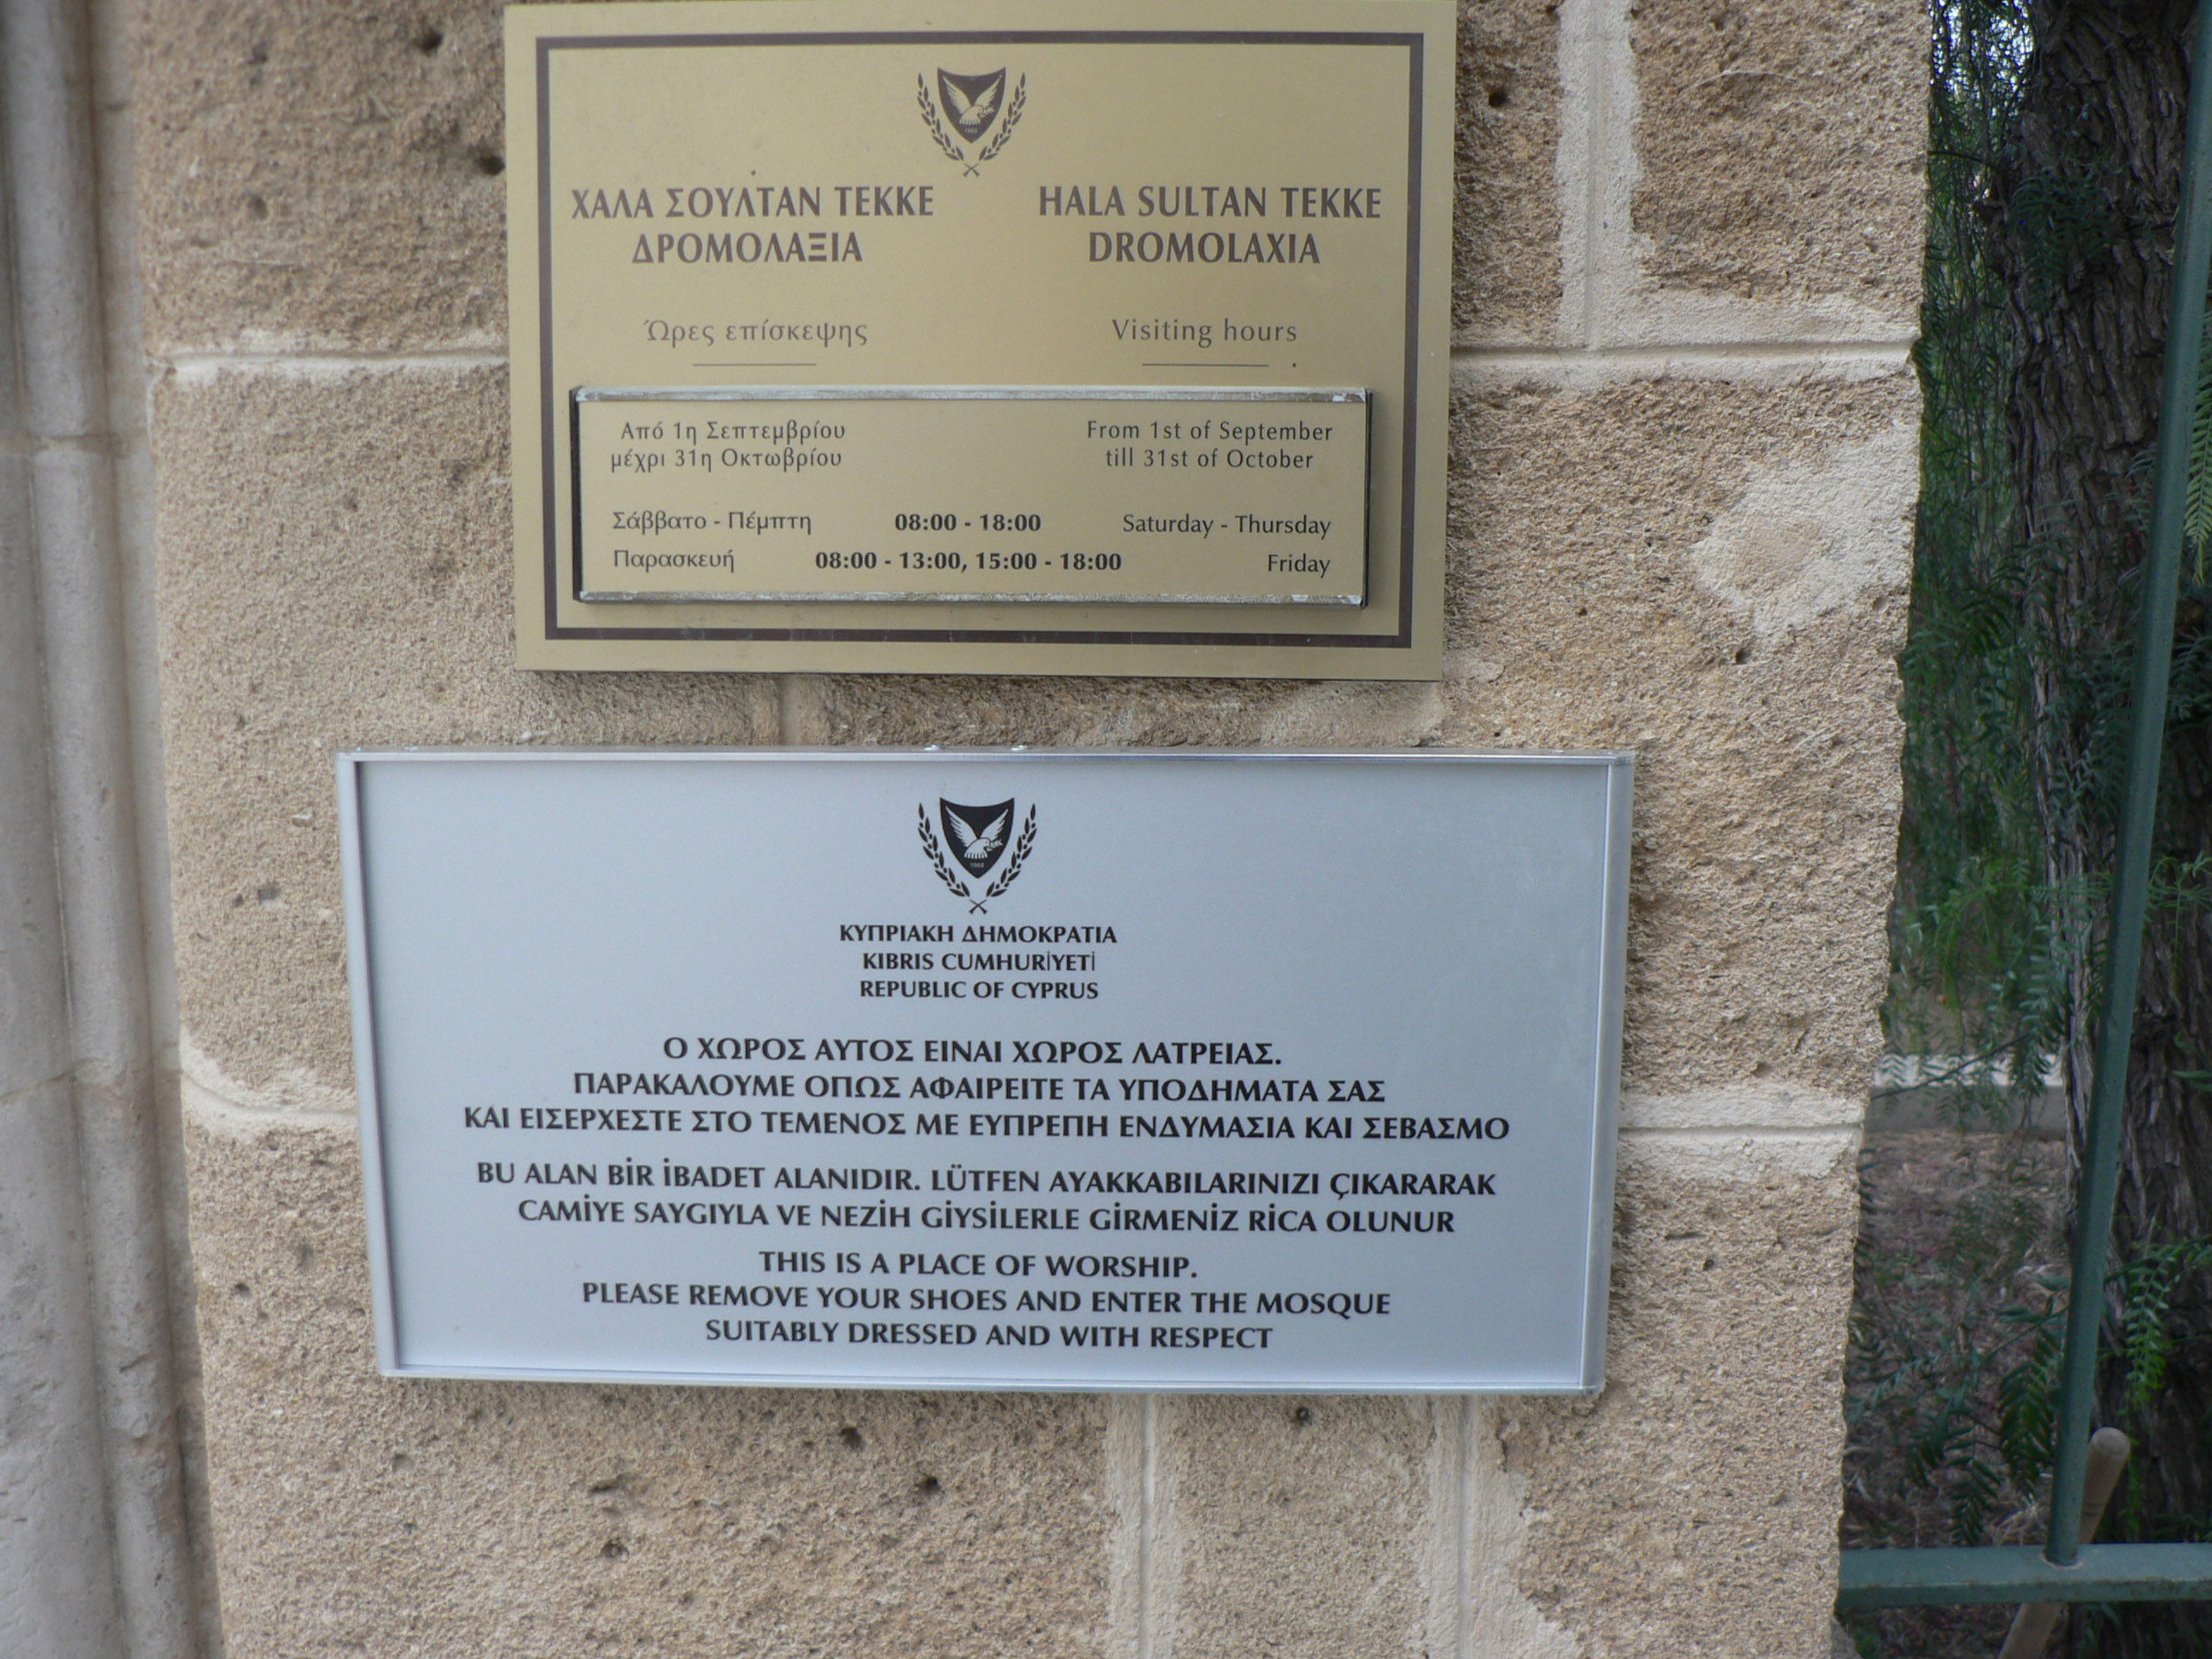 ΧΑΛΑ ΣΟΥΛΤΑΝ ΤΕΚΚΕ
ΔΡΟΜΟΛΑΞΙΑ
Ώρες επίσκεψης
HALA SULTAN TEKKE
DROMOLAXIA
Visiting hours
Από 1η Σεπτεμβρίου
μέχρι 31η Οκτωβρίου
From 1st of September
till 31st of October
Σάββατο - Πέμπτη 08:00 - 18:00 Saturday - Thursday
Παρασκευή 08:00 - 13:00, 15:00 - 18:00 Friday
ΚΥΠΡΙΑΚΗ ΔΗΜΟΚΡΑΤΙΑ
KIBRIS CUMHURİYETİ
REPUBLIC OF CYPRUS
Ο ΧΩΡΟΣ ΑΥΤΟΣ ΕΙΝΑΙ ΧΩΡΟΣ ΛΑΤΡΕΙΑΣ.
ΠΑΡΑΚΑΛΟΥΜΕ ΟΠΩΣ ΑΦΑΙΡΕΙΤΕ ΤΑ ΥΠΟΔΗΜΑΤΑ ΣΑΣ
ΚΑΙ ΕΙΣΕΡΧΕΣΤΕ ΣΤΟ ΤΕΜΕΝΟΣ ΜΕ ΕΥΠΡΕΠΗ ΕΝΔΥΜΑΣΙΑ ΚΑΙ ΣΕΒΑΣΜΟ
BU ALAN BİR İBADET ALANIDIR. LÜTFEN AYAKKABILARINIZI ÇIKARARAK
CAMİYE SAYGIYLA VE NEZİH GİYSİLERLE GİRMENİZ RİCA OLUNUR
THIS IS A PLACE OF WORSHIP.
PLEASE REMOVE YOUR SHOES AND ENTER THE MOSQUE
SUITABLY DRESSED AND WITH RESPECT